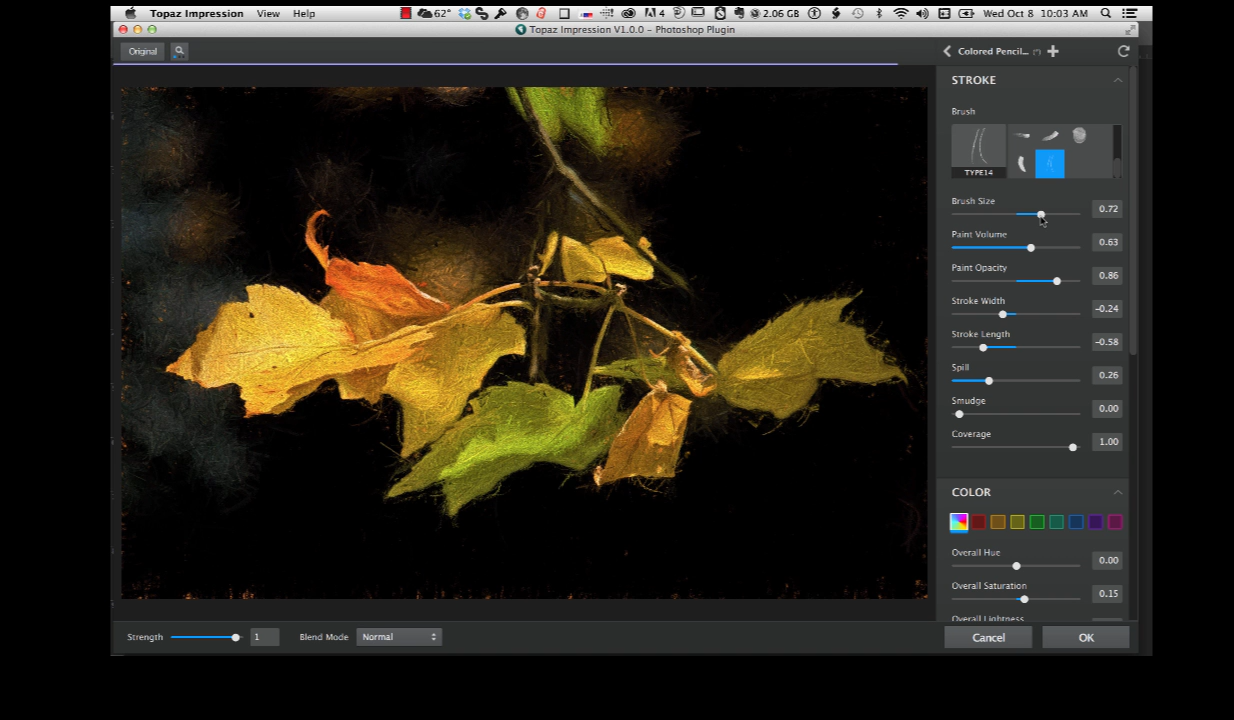 Topaz Impression View Help 62° 4 2.06 GB Wed Oct 8 10:03 AM
Topaz Impression V1.0.0 - Photoshop Plugin
Original
Colored Pencil...
STROKE
Brush
TYPE14
Brush Size
0.72
Paint Volume
0.63
Paint Opacity
0.86
Stroke Width
-0.24
Stroke Length
-0.58
Spill
0.26
Smudge
0.00
Coverage
1.00
COLOR
Overall Hue
0.00
Overall Saturation
0.15
Overall Lightness
Strength 1 Blend Mode Normal
Cancel OK